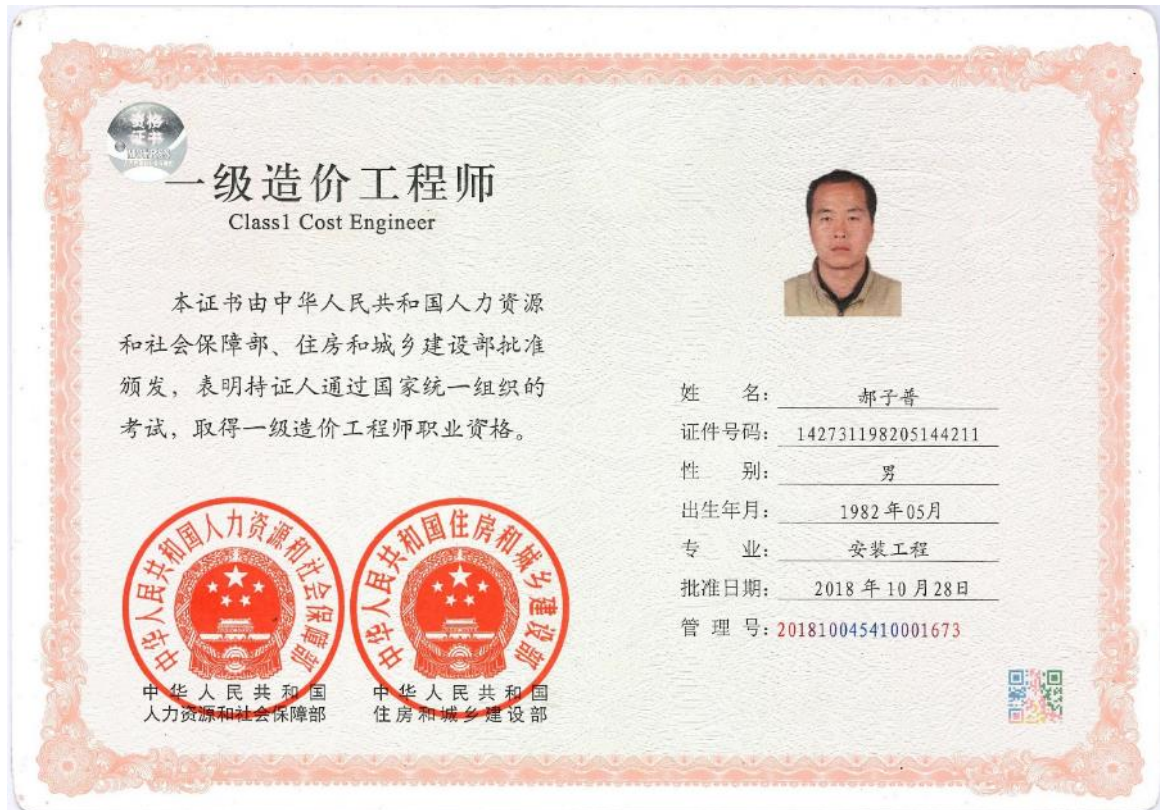 资格
证书
一级造价工程师
Class1 Cost Engineer
本证书由中华人民共和国人力资源
和社会保障部、住房和城乡建设部批准
颁发，表明持证人通过国家统一组织的
考试，取得一级造价工程师职业资格。
中华人民共和国人力资源和社会保障部
中华人民共和国住房和城乡建设部
中华人民共和国
人力资源和社会保障部
中华人民共和国
住房和城乡建设部
姓 名：郝子普
证件号码：142731198205144211
性 别：男
出生年月：1982年05月
专 业：安装工程
批准日期：2018年10月28日
管 理 号：201810045410001673